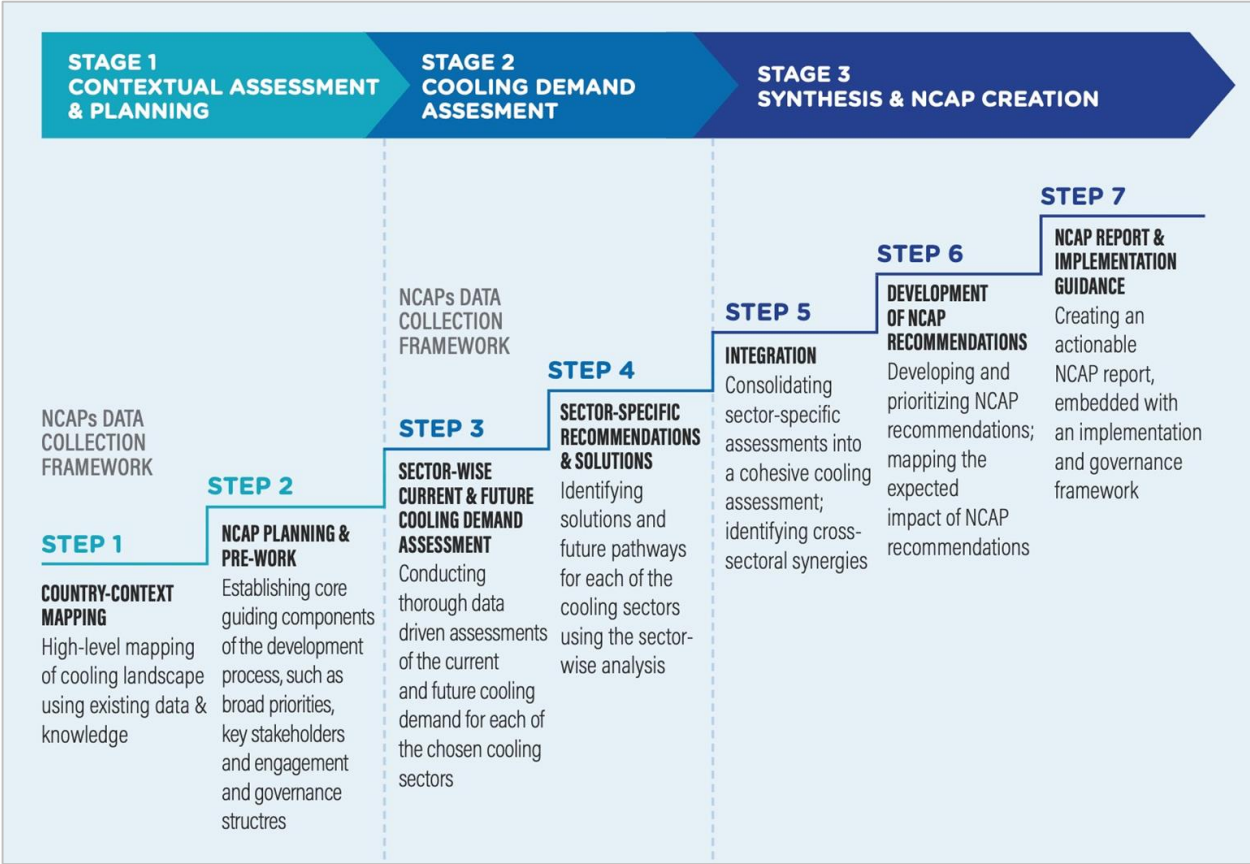 STAGE 1
CONTEXTUAL ASSESSMENT
& PLANNING
STAGE 2
COOLING DEMAND
ASSESMENT
STAGE 3
SYNTHESIS & NCAP CREATION
NCAPs DATA
COLLECTION
FRAMEWORK
STEP 1
COUNTRY-CONTEXT
MAPPING
High-level mapping
of cooling landscape
using existing data &
knowledge
STEP 2
NCAP PLANNING &
PRE-WORK
Establishing core
guiding components
of the development
process, such as
broad priorities,
key stakeholders
and engagement
and governance
structres
NCAPs DATA
COLLECTION
FRAMEWORK
STEP 3
SECTOR-WISE
CURRENT & FUTURE
COOLING DEMAND
ASSESSMENT
Conducting
thorough data
driven assessments
of the current
and future cooling
demand for each of
the chosen cooling
sectors
STEP 4
SECTOR-SPECIFIC
RECOMMENDATIONS
& SOLUTIONS
Identifying
solutions and
future pathways
for each of the
cooling sectors
using the sector-
wise analysis
STEP 5
INTEGRATION
Consolidating
sector-specific
assessments into
a cohesive cooling
assessment;
identifying cross-
sectoral synergies
STEP 6
DEVELOPMENT
OF NCAP
RECOMMENDATIONS
Developing and
prioritizing NCAP
recommendations;
mapping the
expected
impact of NCAP
recommendations
STEP 7
NCAP REPORT &
IMPLEMENTATION
GUIDANCE
Creating an
actionable
NCAP report,
embedded with
an implementation
and governance
framework